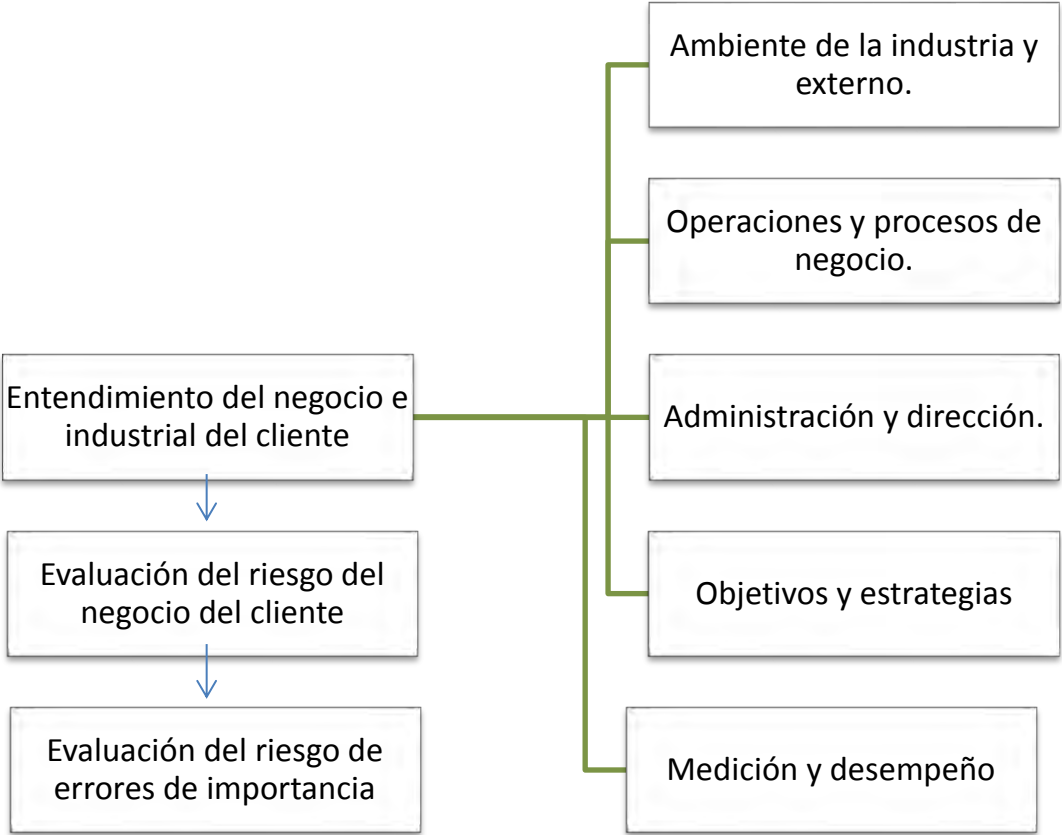 Ambiente de la industria y
externo.
Operaciones y procesos de
negocio.
Entendimiento del negocio e
industrial del cliente
Administración y dirección.
Evaluación del riesgo del
negocio del cliente
Objetivos y estrategias
Evaluación del riesgo de
errores de importancia
Medición y desempeño